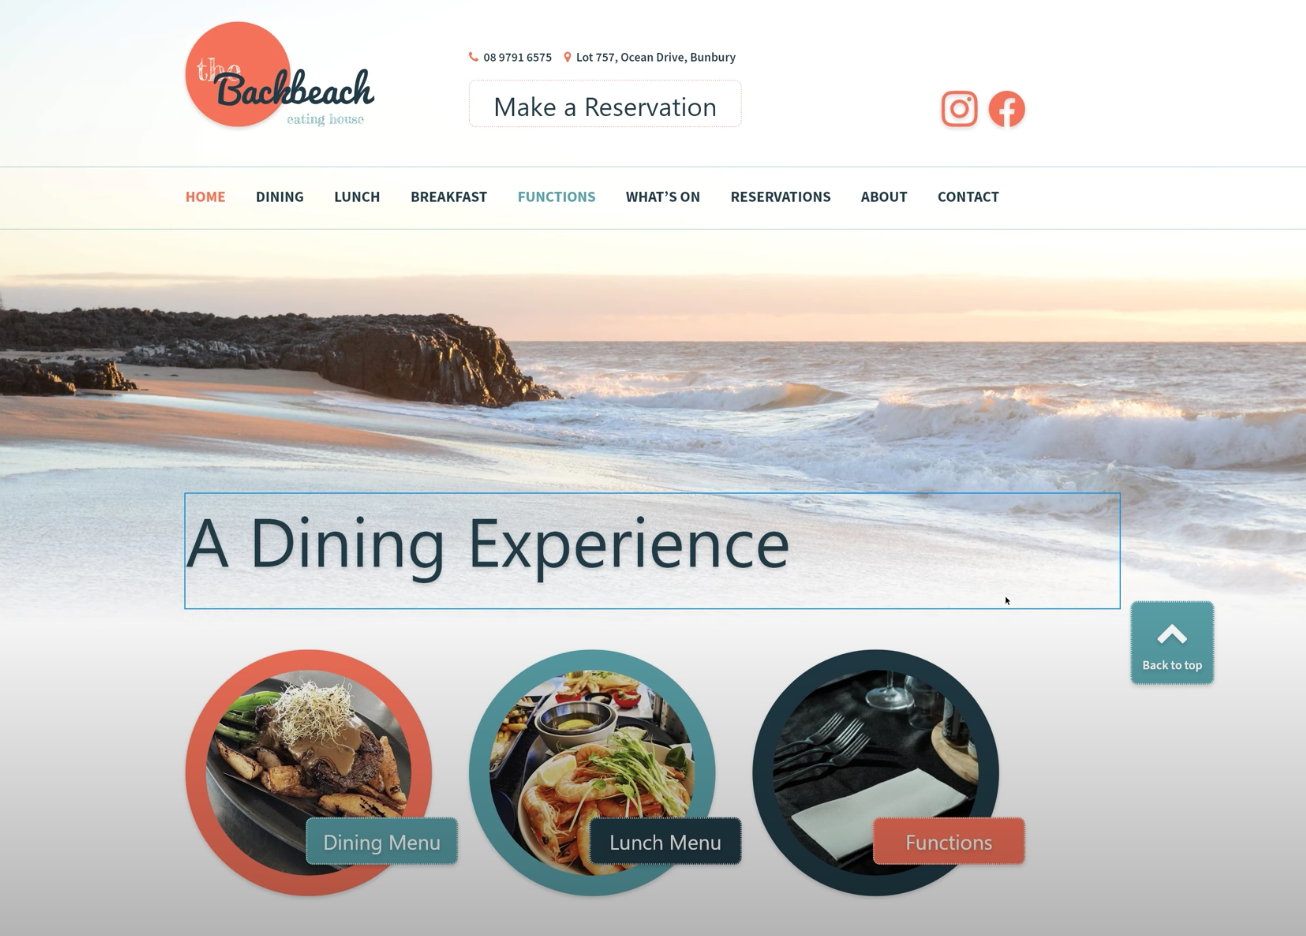 the
Backbeach
eating house
08 9791 6575 Lot 757, Ocean Drive, Bunbury
Make a Reservation
HOME DINING LUNCH BREAKFAST FUNCTIONS WHAT'S ON RESERVATIONS ABOUT CONTACT
A Dining Experience
Back to top
Dining Menu
Lunch Menu
Functions